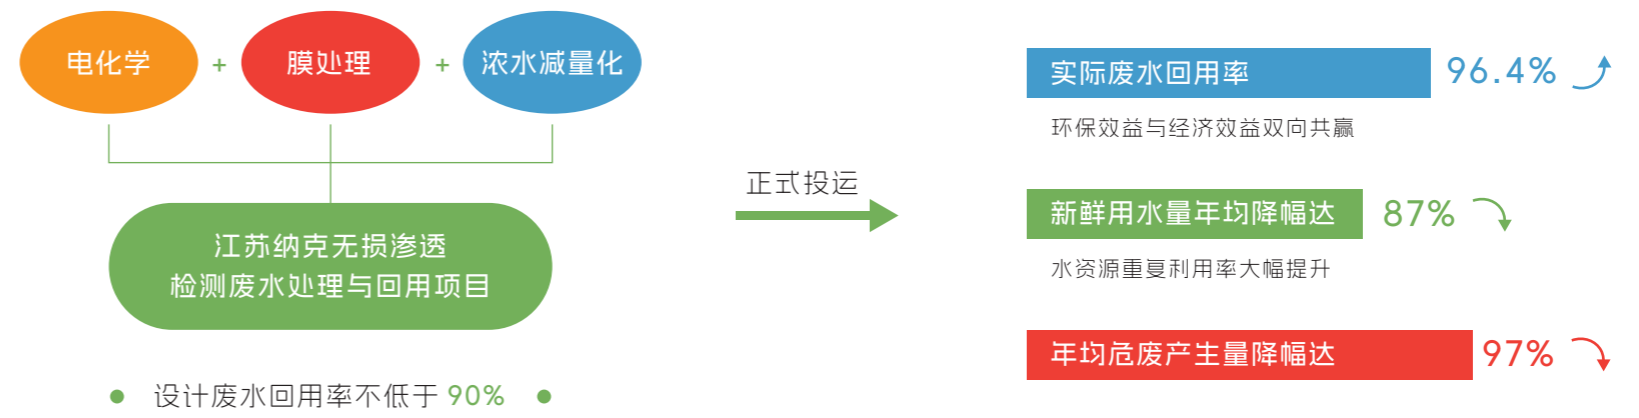 电化学 + 膜处理 + 浓水减量化
江苏纳克无损渗透
检测废水处理与回用项目
● 设计废水回用率不低于 90% ●
正式投运
实际废水回用率 96.4%
环保效益与经济效益双向共赢
新鲜用水量年均降幅达 87%
水资源重复利用率大幅提升
年均危废产生量降幅达 97%